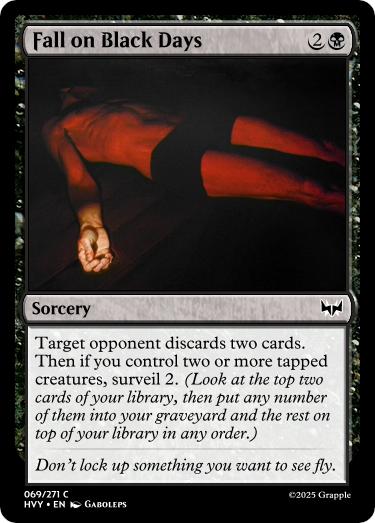 Fall on Black Days 2
Sorcery
Target opponent discards two cards.
Then if you control two or more tapped
creatures, surveil 2. (Look at the top two
cards of your library, then put any number
of them into your graveyard and the rest on
top of your library in any order.)
Don't lock up something you want to see fly.
069/271 C
HVY • EN Gaboleps
©2025 Grapple